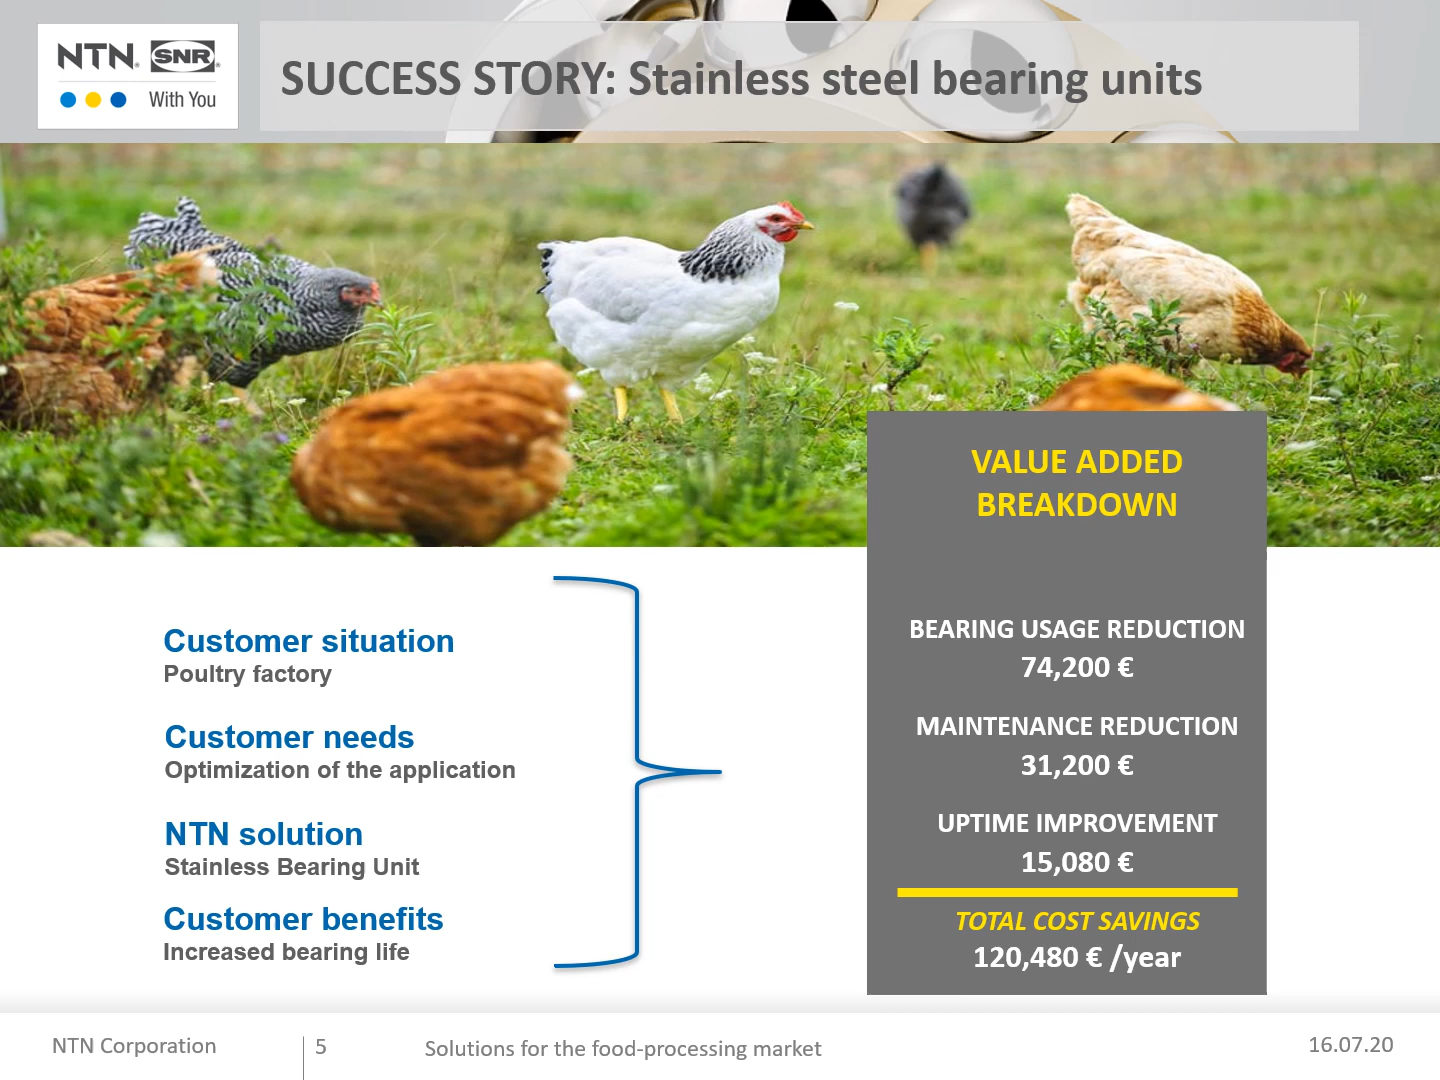 NTN® SNR®
With You
SUCCESS STORY: Stainless steel bearing units
VALUE ADDED
BREAKDOWN
BEARING USAGE REDUCTION
74,200 €
MAINTENANCE REDUCTION
31,200 €
UPTIME IMPROVEMENT
15,080 €
TOTAL COST SAVINGS
120,480 € /year
Customer situation
Poultry factory
Customer needs
Optimization of the application
NTN solution
Stainless Bearing Unit
Customer benefits
Increased bearing life
NTN Corporation
5
Solutions for the food-processing market
16.07.20